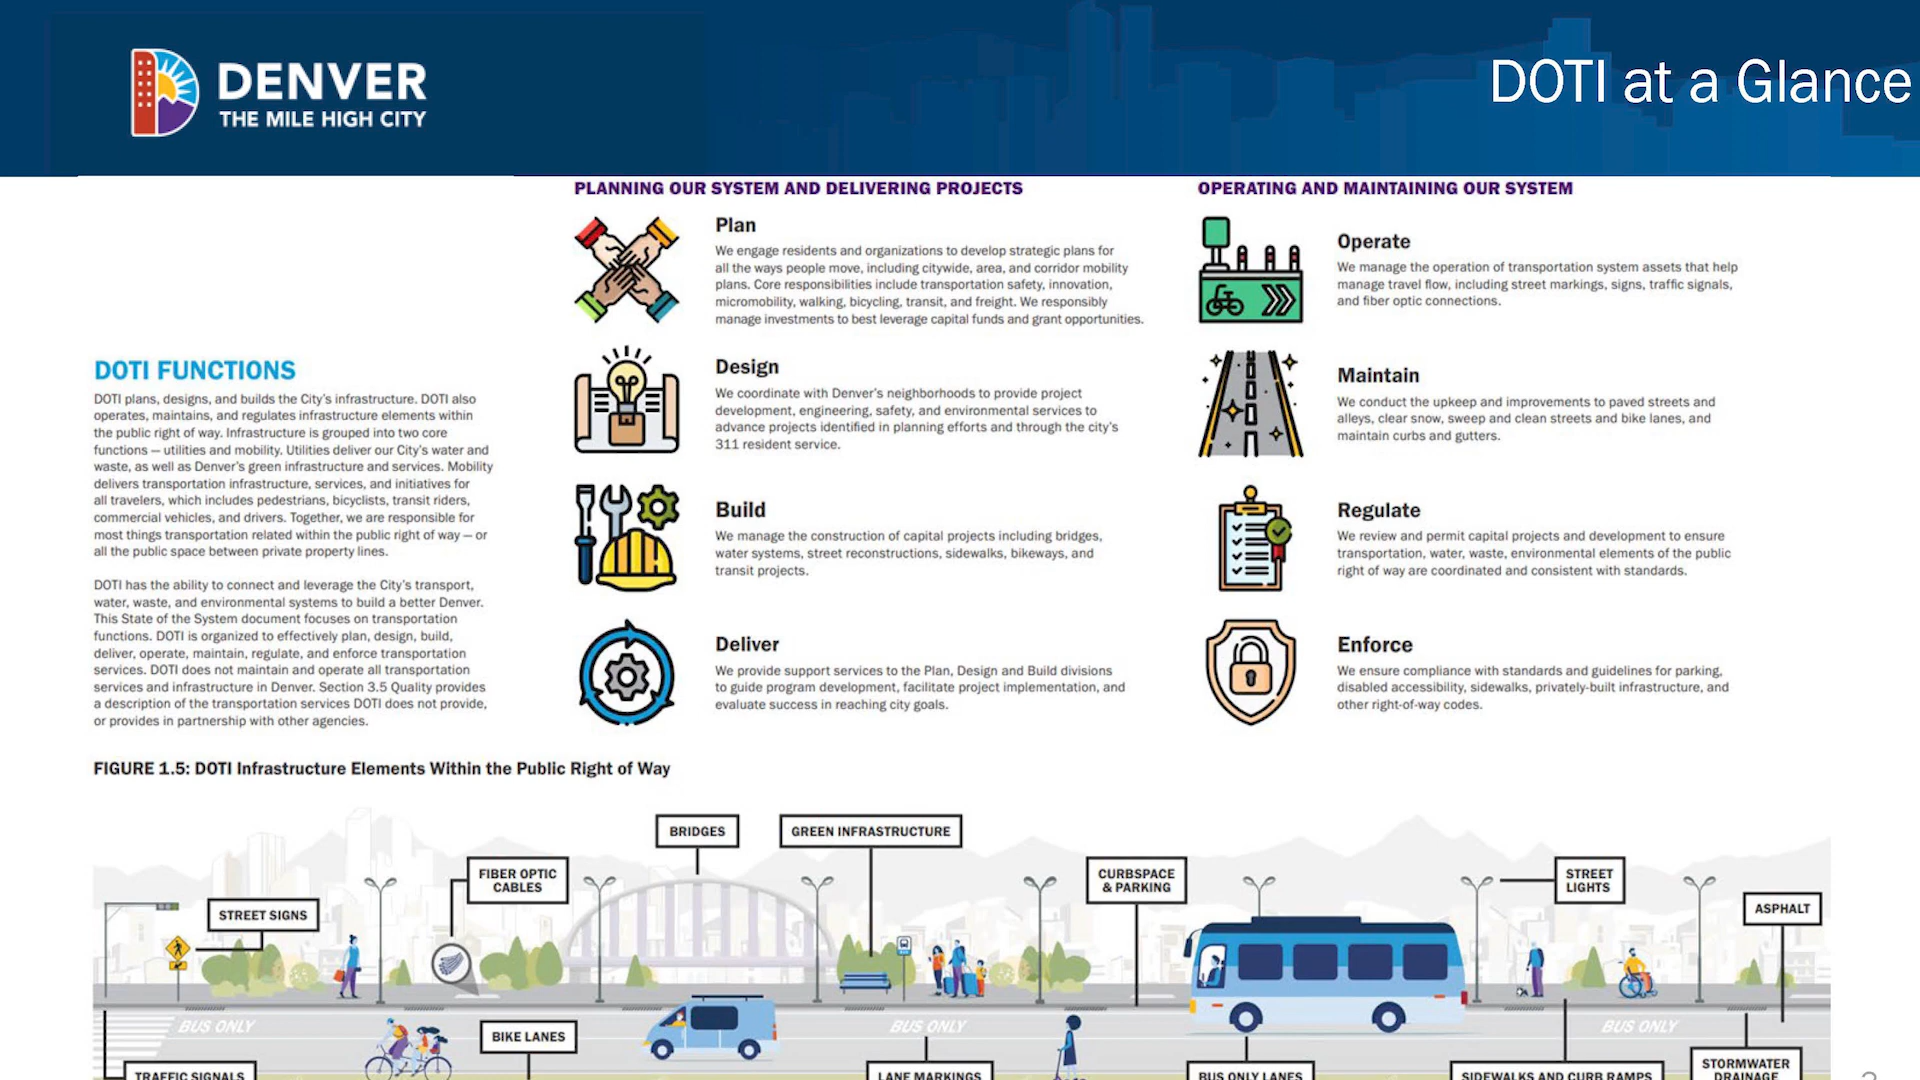 DENVER
THE MILE HIGH CITY
DOTI at a Glance
DOTI FUNCTIONS
DOTI plans, designs, and builds the City's infrastructure. DOTI also
operates, maintains, and regulates infrastructure elements within
the public right of way. Infrastructure is grouped into two core
functions — utilities and mobility. Utilities deliver our City's water and
waste, as well as Denver's green infrastructure and services. Mobility
delivers transportation infrastructure, services, and initiatives for
all travelers, which includes pedestrians, bicyclists, transit riders,
commercial vehicles, and drivers. Together, we are responsible for
most things transportation related within the public right of way — or
all the public space between private property lines.
DOTI has the ability to connect and leverage the City's transport,
water, waste, and environmental systems to build a better Denver.
This State of the System document focuses on transportation
functions. DOTI is organized to effectively plan, design, build,
deliver, operate, maintain, regulate, and enforce transportation
services. DOTI does not maintain and operate all transportation
services and infrastructure in Denver. Section 3.5 Quality provides
a description of the transportation services DOTI does not provide,
or provides in partnership with other agencies.
PLANNING OUR SYSTEM AND DELIVERING PROJECTS
Plan
We engage residents and organizations to develop strategic plans for
all the ways people move, including citywide, area, and corridor mobility
plans. Core responsibilities include transportation safety, innovation,
micromobility, walking, bicycling, transit, and freight. We responsibly
manage investments to best leverage capital funds and grant opportunities.
Design
We coordinate with Denver's neighborhoods to provide project
development, engineering, safety, and environmental services to
advance projects identified in planning efforts and through the city's
311 resident service.
Build
We manage the construction of capital projects including bridges,
water systems, street reconstructions, sidewalks, bikeways, and
transit projects.
Deliver
We provide support services to the Plan, Design and Build divisions
to guide program development, facilitate project implementation, and
evaluate success in reaching city goals.
OPERATING AND MAINTAINING OUR SYSTEM
Operate
We manage the operation of transportation system assets that help
manage travel flow, including street markings, signs, traffic signals,
and fiber optic connections.
Maintain
We conduct the upkeep and improvements to paved streets and
alleys, clear snow, sweep and clean streets and bike lanes, and
maintain curbs and gutters.
Regulate
We review and permit capital projects and development to ensure
transportation, water, waste, environmental elements of the public
right of way are coordinated and consistent with standards.
Enforce
We ensure compliance with standards and guidelines for parking,
disabled accessibility, sidewalks, privately-built infrastructure, and
other right-of-way codes.
FIGURE 1.5: DOTI Infrastructure Elements Within the Public Right of Way
BRIDGES
GREEN INFRASTRUCTURE
FIBER OPTIC
CABLES
CURBSPACE
& PARKING
STREET
LIGHTS
STREET SIGNS
ASPHALT
BUS ONLY
BUS ONLY
BUS ONLY
BIKE LANES
TRAFFIC SIGNALS
LANE MARKINGS
BUS ONLY LANES
SIDEWALKS AND CURB RAMPS
STORMWATER
DRAINAGE